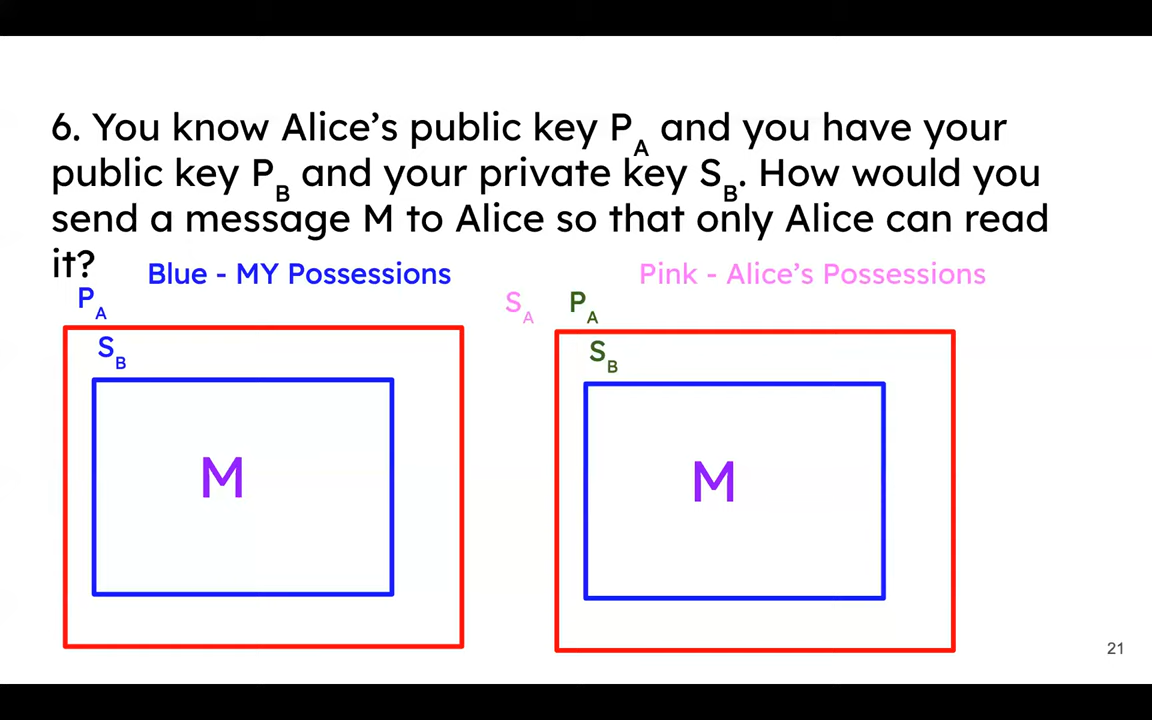 6. You know Alice’s public key P_A and you have your
public key P_B and your private key S_B. How would you
send a message M to Alice so that only Alice can read
it?
Blue - MY Possessions
Pink - Alice’s Possessions
P_A
S_A P_A
S_B
S_B
M
M
21